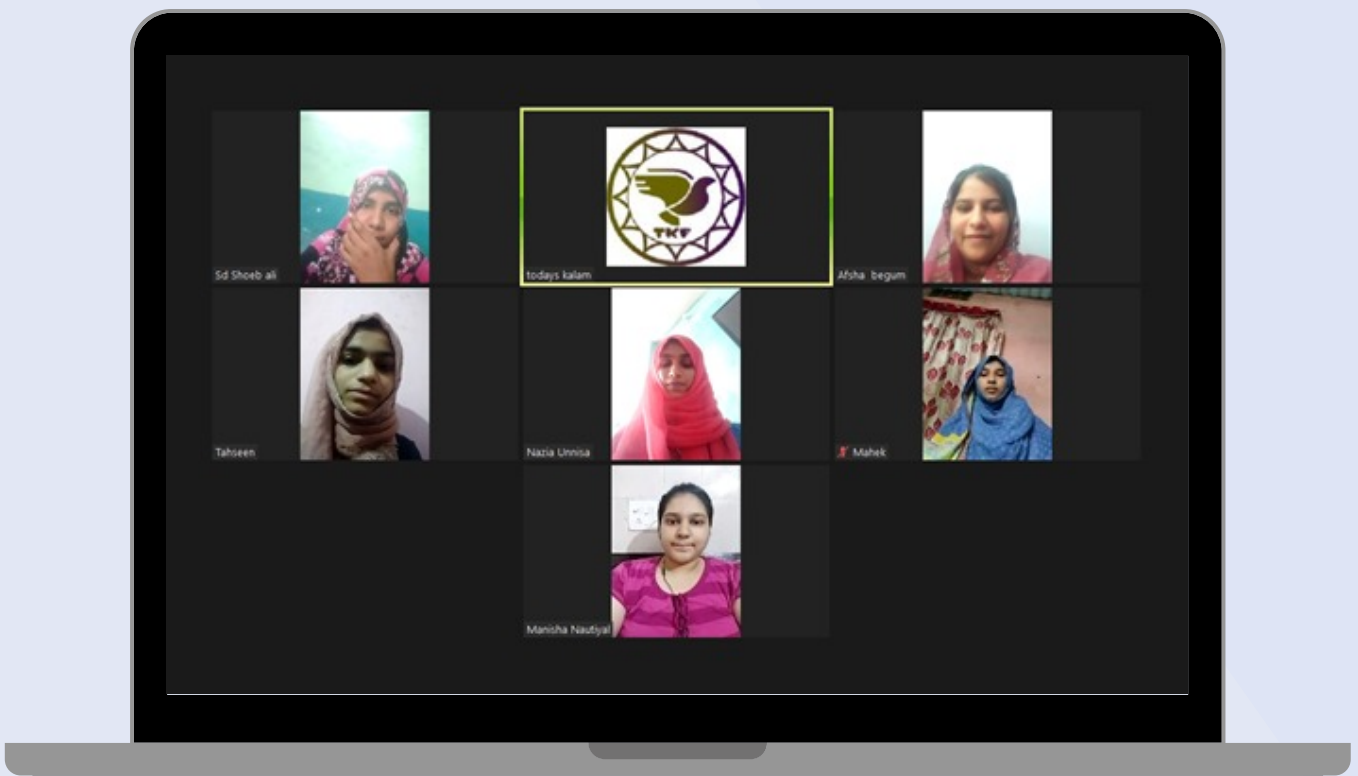 TKF
Sd Shoeb ali
todays kalam
Afsha begum
Tahseen
Nazia Unnisa
Mahek
Manisha Nautiyal